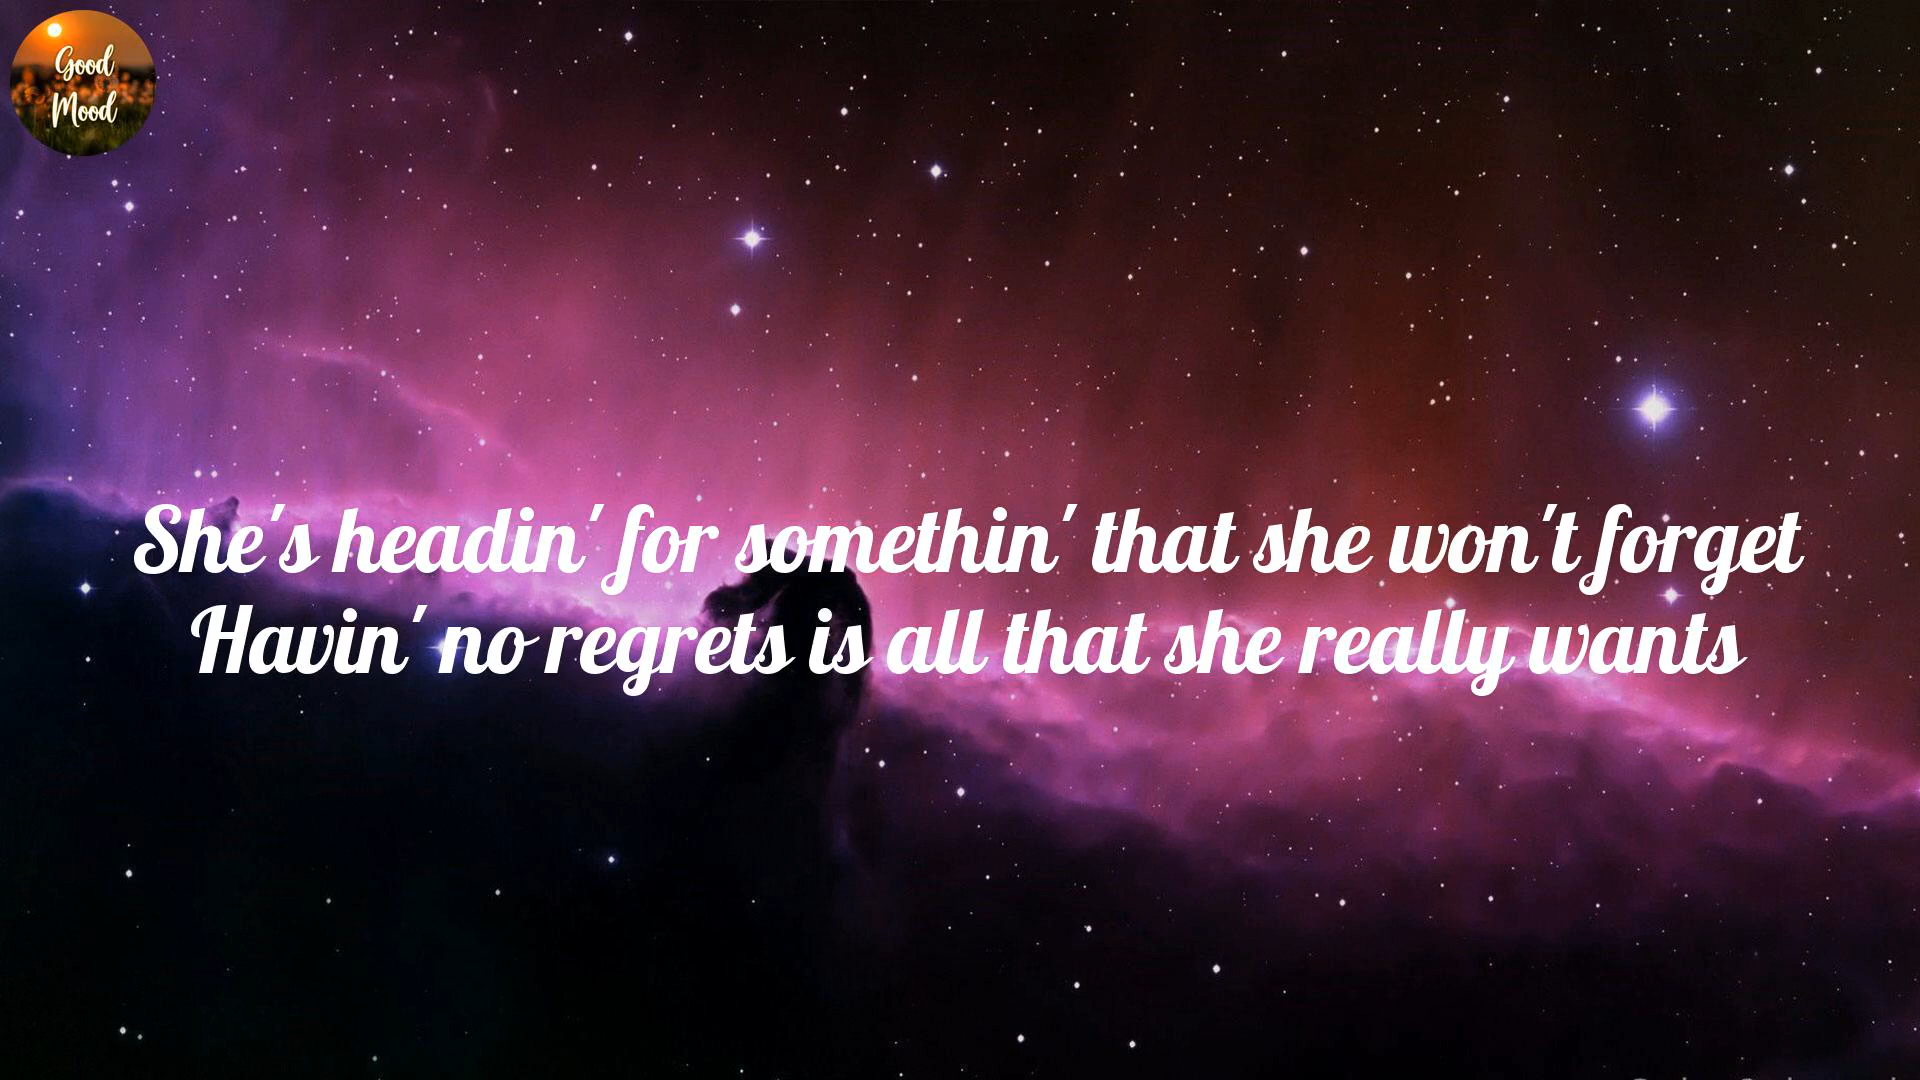 Good
Mood
She's headin' for somethin' that she won't forget
Havin' no regrets is all that she really wants